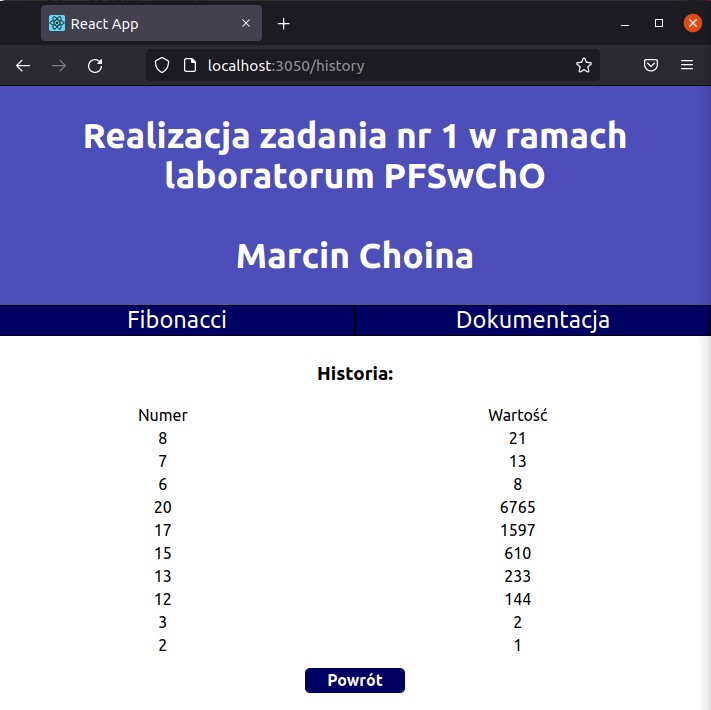 React App
localhost:3050/history
Realizacja zadania nr 1 w ramach
laboratorum PFSwChO
Marcin Choina
Fibonacci Dokumentacja
Historia:
Numer Wartość
8 21
7 13
6 8
20 6765
17 1597
15 610
13 233
12 144
3 2
2 1
Powrót